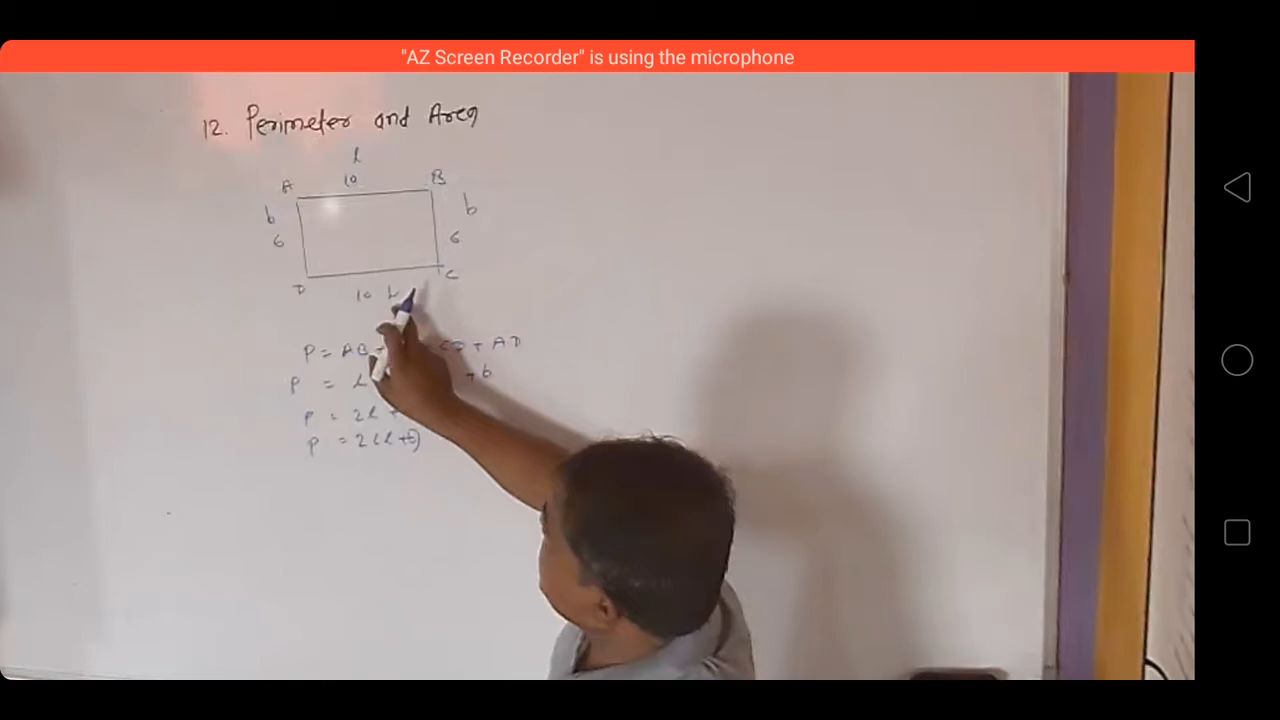 "AZ Screen Recorder" is using the microphone
12. Perimeter and Area
l
A 10 B
b b
6 6
D C
10 L
P = AB + CD + AD
P = L + b
P = 2l +
P = 2(l+b)